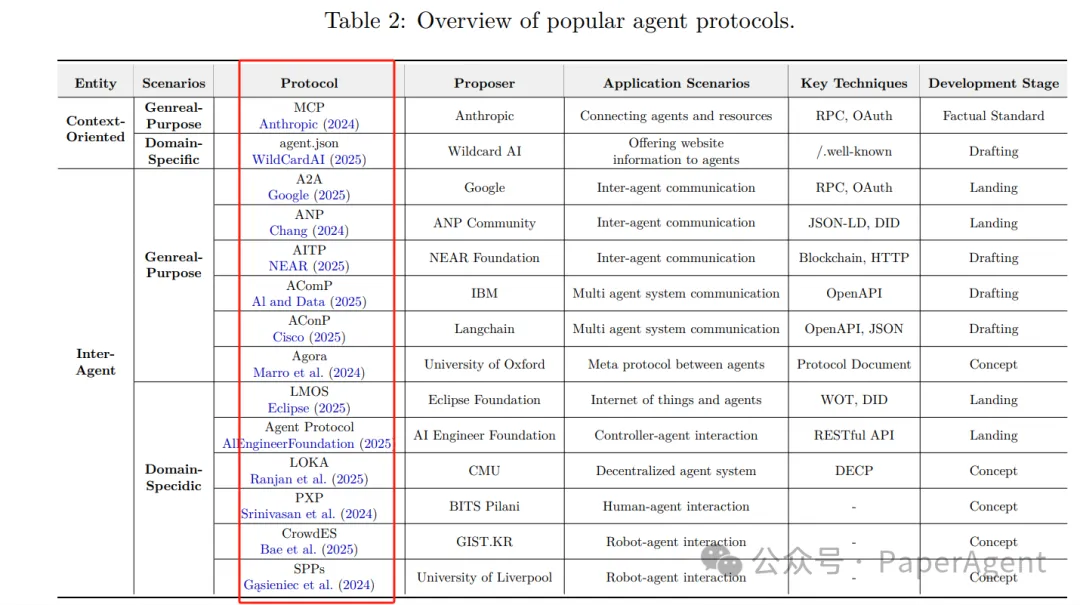 Table 2: Overview of popular agent protocols.
Entity Scenarios Protocol Proposer Application Scenarios Key Techniques Development Stage
Context-Oriented
Genreal-Purpose
MCP
Anthropic (2024)
Anthropic
Connecting agents and resources
RPC, OAuth
Factual Standard
Domain-Specific
agent.json
WildCardAI (2025)
Wildcard AI
Offering website
information to agents
/.well-known
Drafting
Inter-Agent
Genreal-Purpose
A2A
Google (2025)
Google
Inter-agent communication
RPC, OAuth
Landing
ANP
Chang (2024)
ANP Community
Inter-agent communication
JSON-LD, DID
Landing
AITP
NEAR (2025)
NEAR Foundation
Inter-agent communication
Blockchain, HTTP
Drafting
AComP
Al and Data (2025)
IBM
Multi agent system communication
OpenAPI
Drafting
AConP
Cisco (2025)
Langchain
Multi agent system communication
OpenAPI, JSON
Drafting
Agora
Marro et al. (2024)
University of Oxford
Meta protocol between agents
Protocol Document
Concept
Domain-Specidic
LMOS
Eclipse (2025)
Eclipse Foundation
Internet of things and agents
WOT, DID
Landing
Agent Protocol
AlEngineerFoundation (2025)
AI Engineer Foundation
Controller-agent interaction
RESTful API
Landing
LOKA
Ranjan et al. (2025)
CMU
Decentralized agent system
DECP
Concept
PXP
Srinivasan et al. (2024)
BITS Pilani
Human-agent interaction
-
Concept
CrowdES
Bae et al. (2025)
GIST.KR
Robot-agent interaction
-
Concept
SPPs
Gąsieniec et al. (2024)
University of Liverpool
Robot-agent interaction
-
Concept
公众号 · PaperAgent